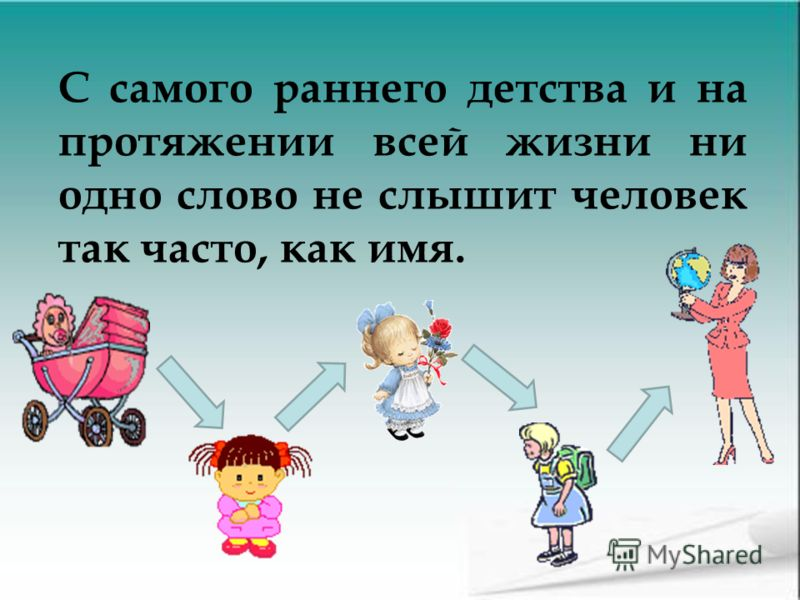 С самого раннего детства и на
протяжении всей жизни ни
одно слово не слышит человек
так часто, как имя.
MyShared